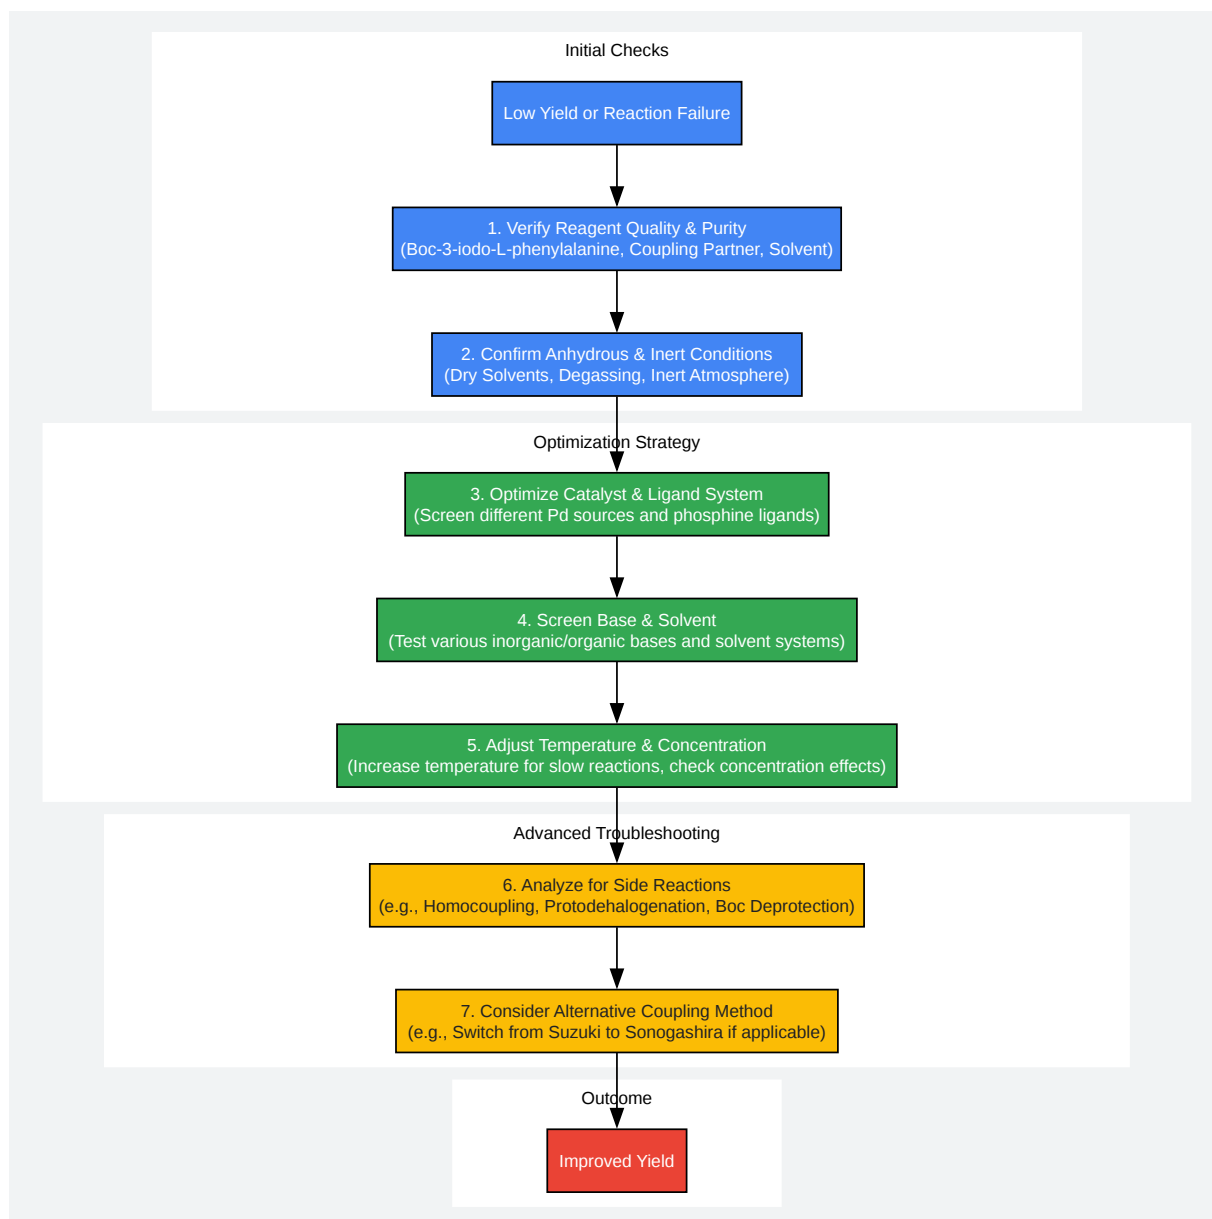 Initial Checks
Low Yield or Reaction Failure
1. Verify Reagent Quality & Purity
(Boc-3-iodo-L-phenylalanine, Coupling Partner, Solvent)
2. Confirm Anhydrous & Inert Conditions
(Dry Solvents, Degassing, Inert Atmosphere)
Optimization Strategy
3. Optimize Catalyst & Ligand System
(Screen different Pd sources and phosphine ligands)
4. Screen Base & Solvent
(Test various inorganic/organic bases and solvent systems)
5. Adjust Temperature & Concentration
(Increase temperature for slow reactions, check concentration effects)
Advanced Troubleshooting
6. Analyze for Side Reactions
(e.g., Homocoupling, Protodehalogenation, Boc Deprotection)
7. Consider Alternative Coupling Method
(e.g., Switch from Suzuki to Sonogashira if applicable)
Outcome
Improved Yield